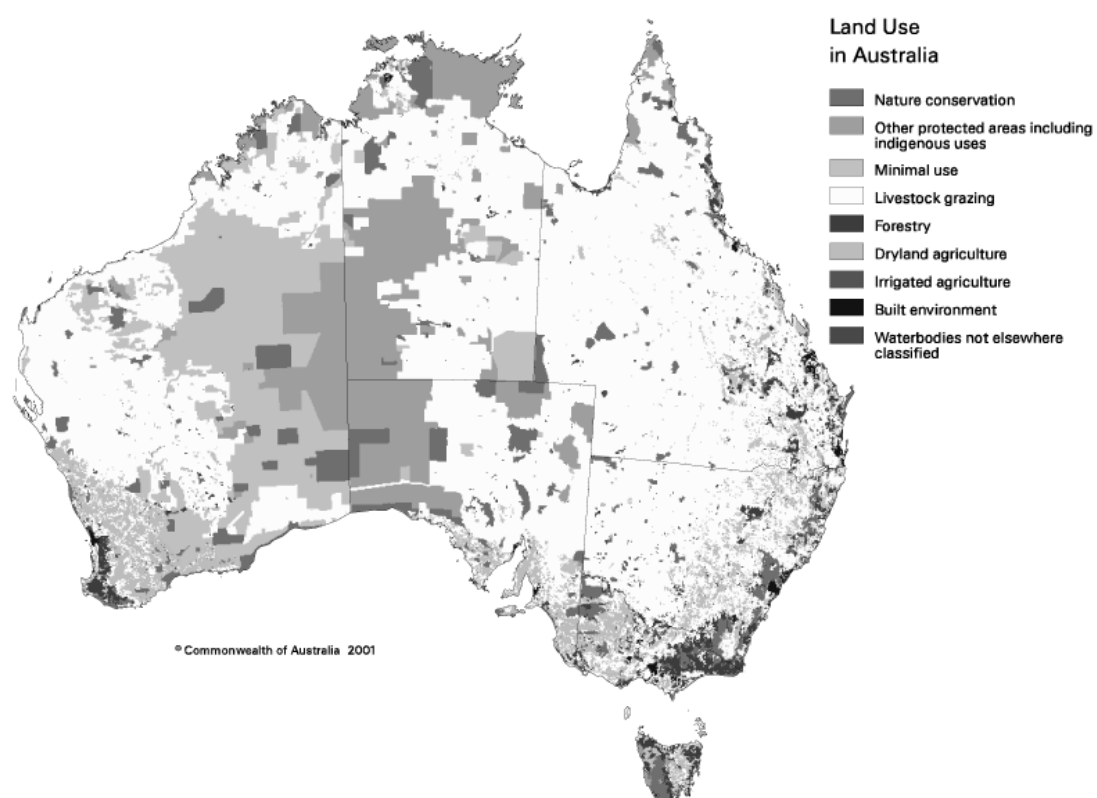 Land Use
in Australia
Nature conservation
Other protected areas including
indigenous uses
Minimal use
Livestock grazing
Forestry
Dryland agriculture
Irrigated agriculture
Built environment
Waterbodies not elsewhere
classified
© Commonwealth of Australia 2001